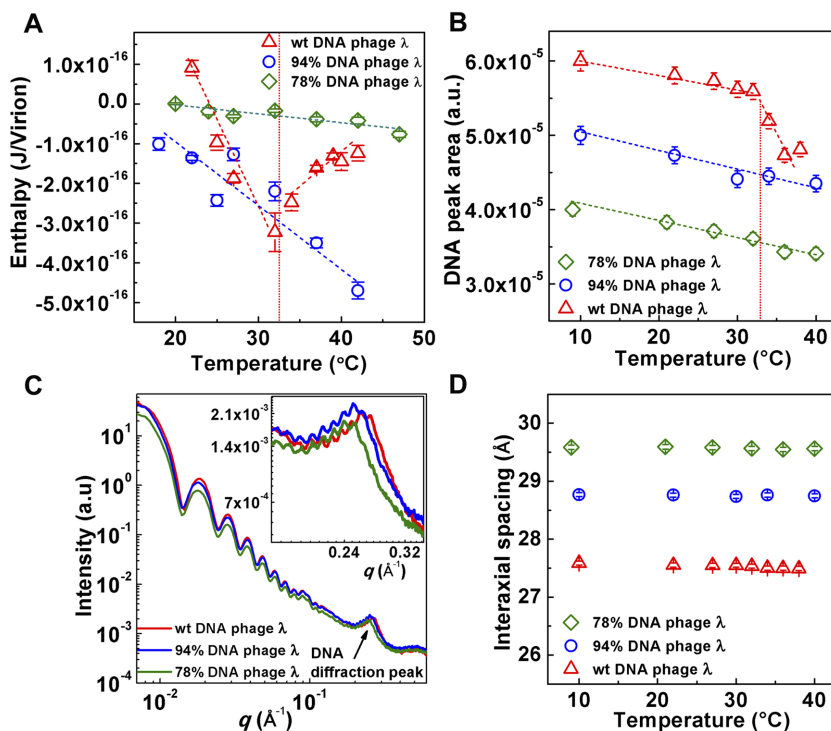 A
Enthalpy (J/Virion)
1.0x10⁻¹⁶
0.0
-1.0x10⁻¹⁶
-2.0x10⁻¹⁶
-3.0x10⁻¹⁶
-4.0x10⁻¹⁶
-5.0x10⁻¹⁶
wt DNA phage λ
94% DNA phage λ
78% DNA phage λ
20 30 40 50
Temperature (°C)
B
DNA peak area (a.u.)
6.0x10⁻⁵
5.0x10⁻⁵
4.0x10⁻⁵
3.0x10⁻⁵
78% DNA phage λ
94% DNA phage λ
wt DNA phage λ
10 20 30 40
Temperature (°C)
C
Intensity (a.u)
10¹
10⁰
10⁻¹
10⁻²
10⁻³
10⁻⁴
2.1x10⁻³
1.4x10⁻³
7x10⁻⁴
0.24 0.32
q (Å⁻¹)
wt DNA phage λ
94% DNA phage λ
78% DNA phage λ
DNA
diffraction peak
10⁻² 10⁻¹
q (Å⁻¹)
D
Interaxial spacing (Å)
30
29
28
27
26
78% DNA phage λ
94% DNA phage λ
wt DNA phage λ
10 20 30 40
Temperature (°C)